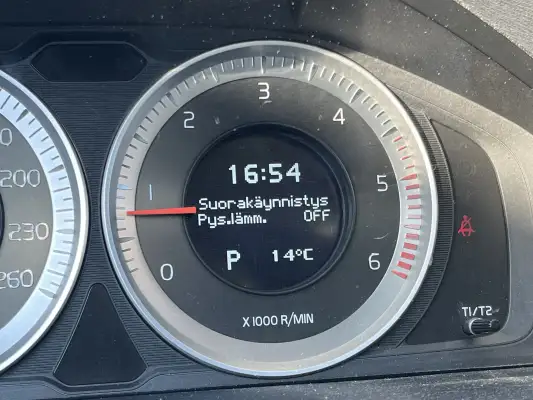 3
2
4
1
5
0
6
16:54
Suorakäynnistys
Pys.lämm. OFF
P 14°C
X 1000 R/MIN
200
230
260
T1/T2